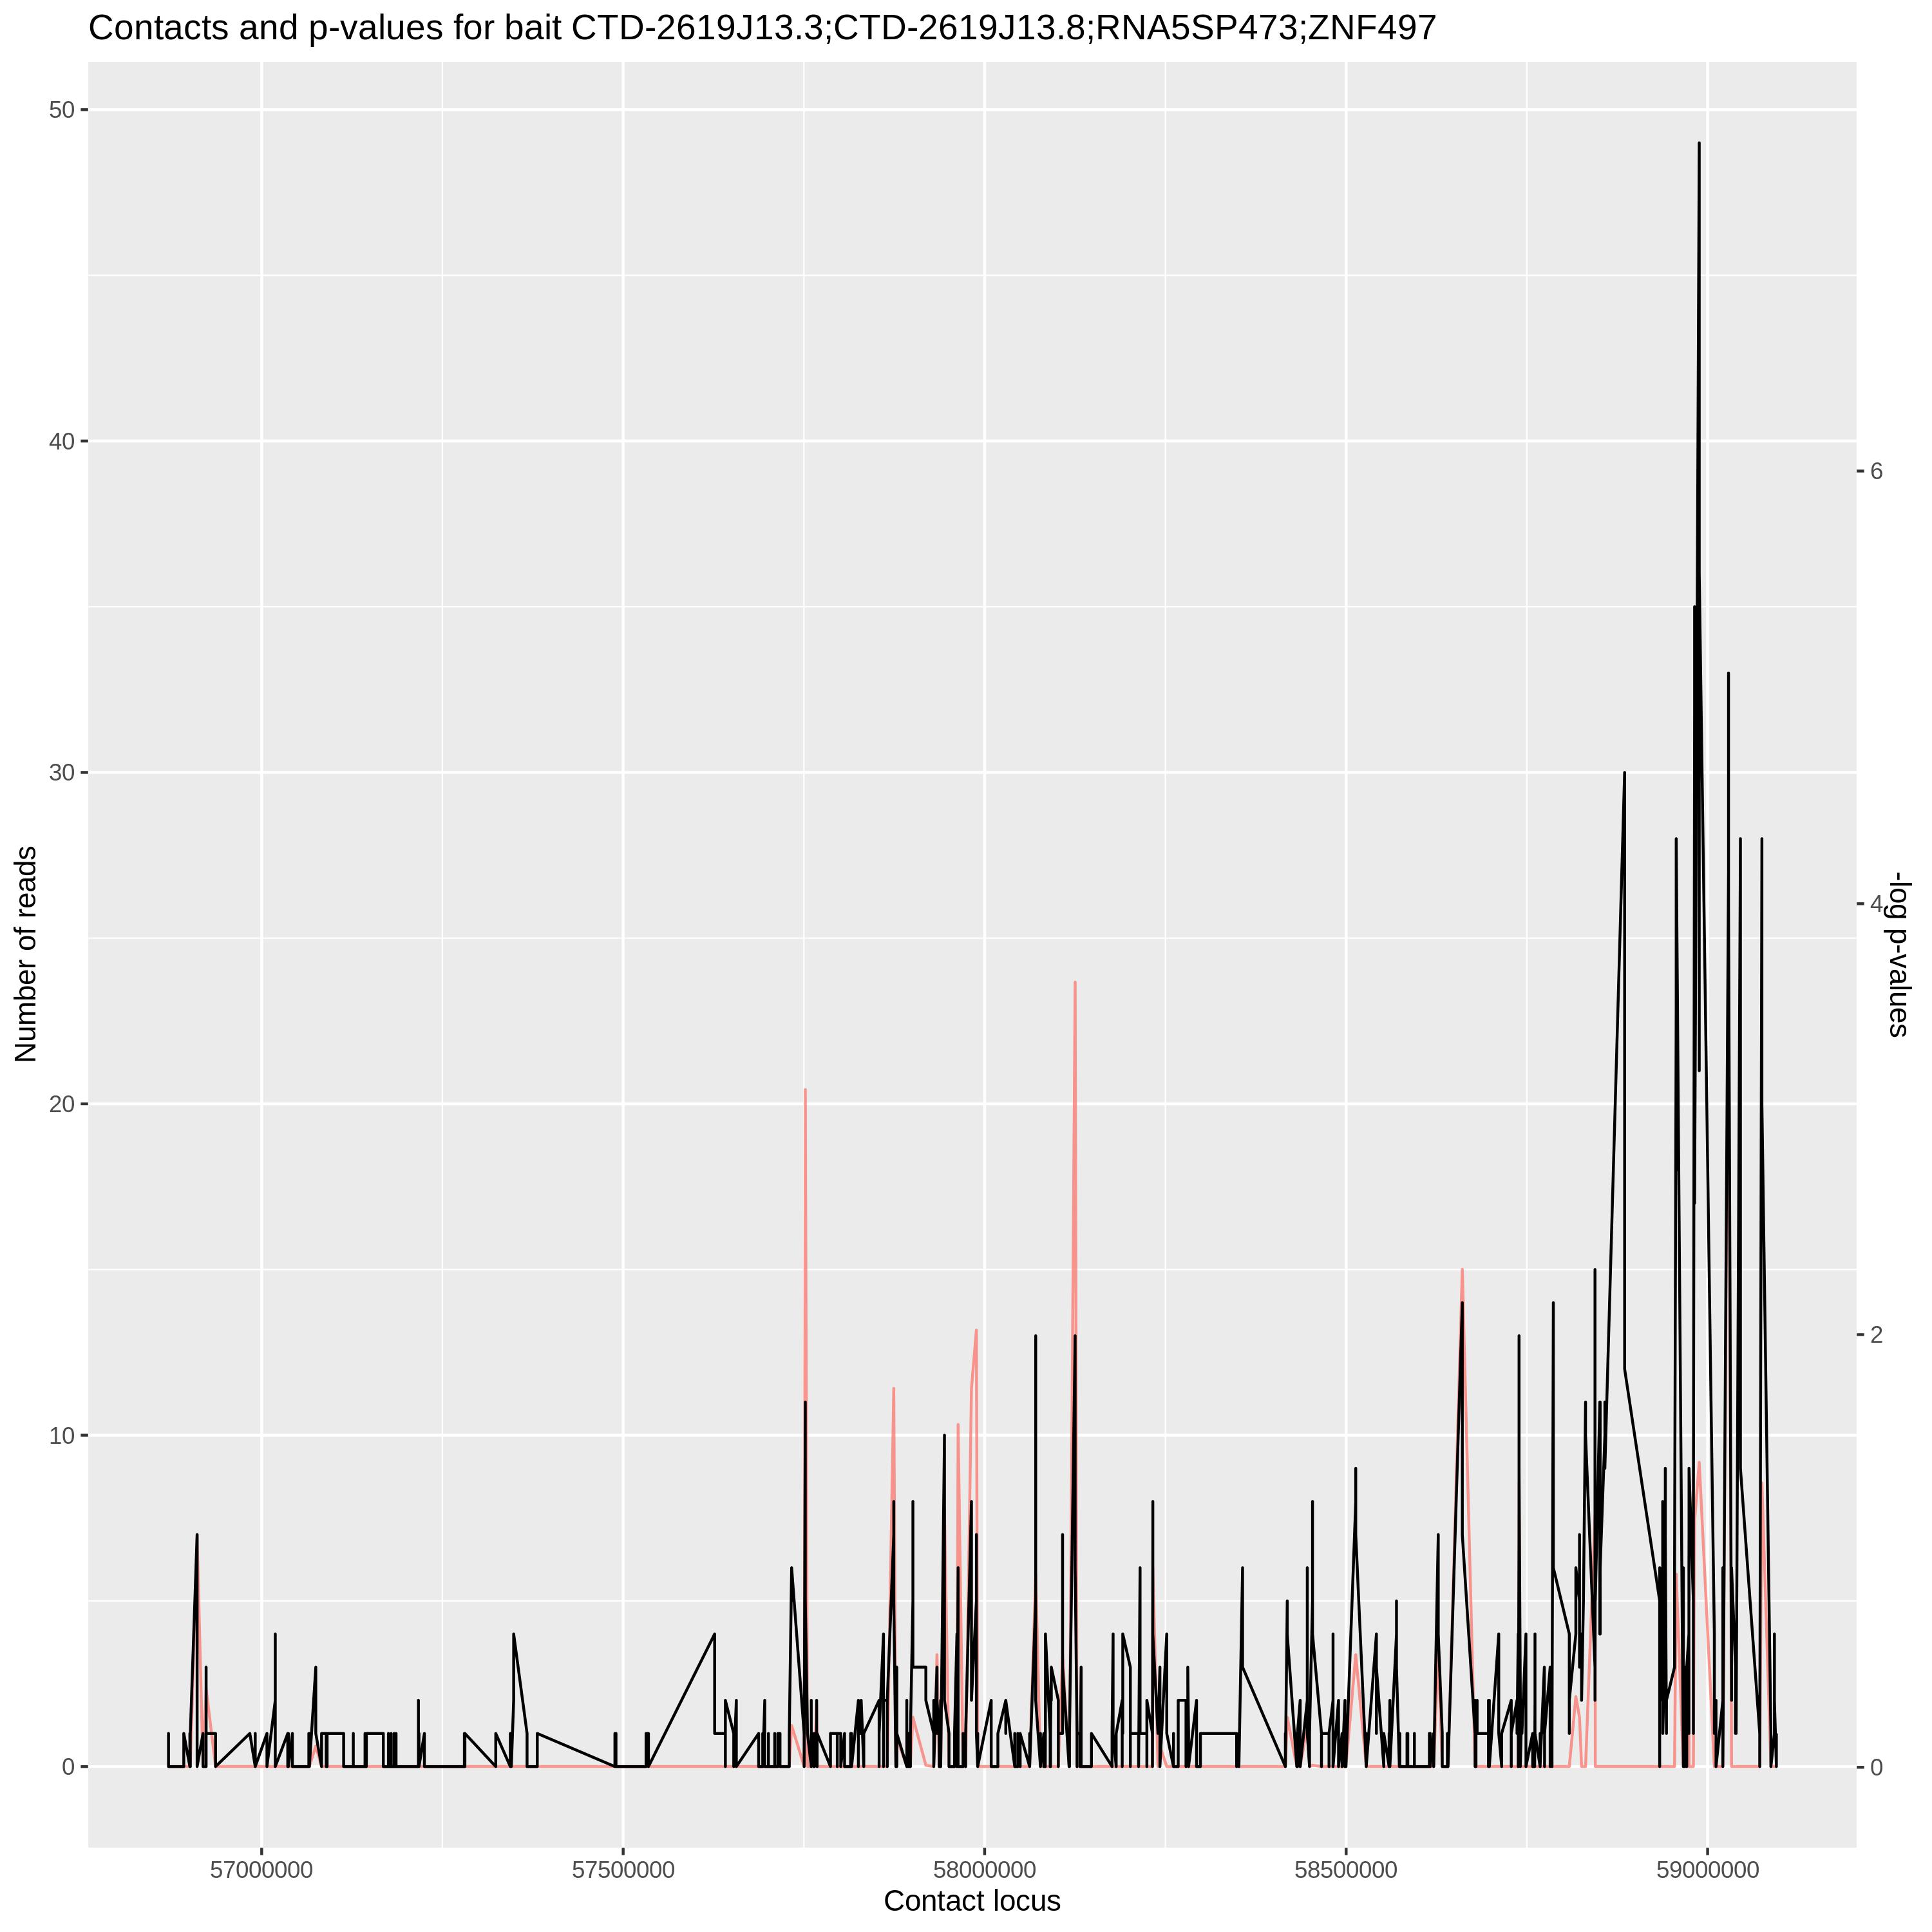 Contacts and p-values for bait CTD-2619J13.3;CTD-2619J13.8;RNA5SP473;ZNF497
50
40
30
20
10
0
Number of reads
6
4
2
0
-log p-values
57000000 57500000 58000000 58500000 59000000
Contact locus